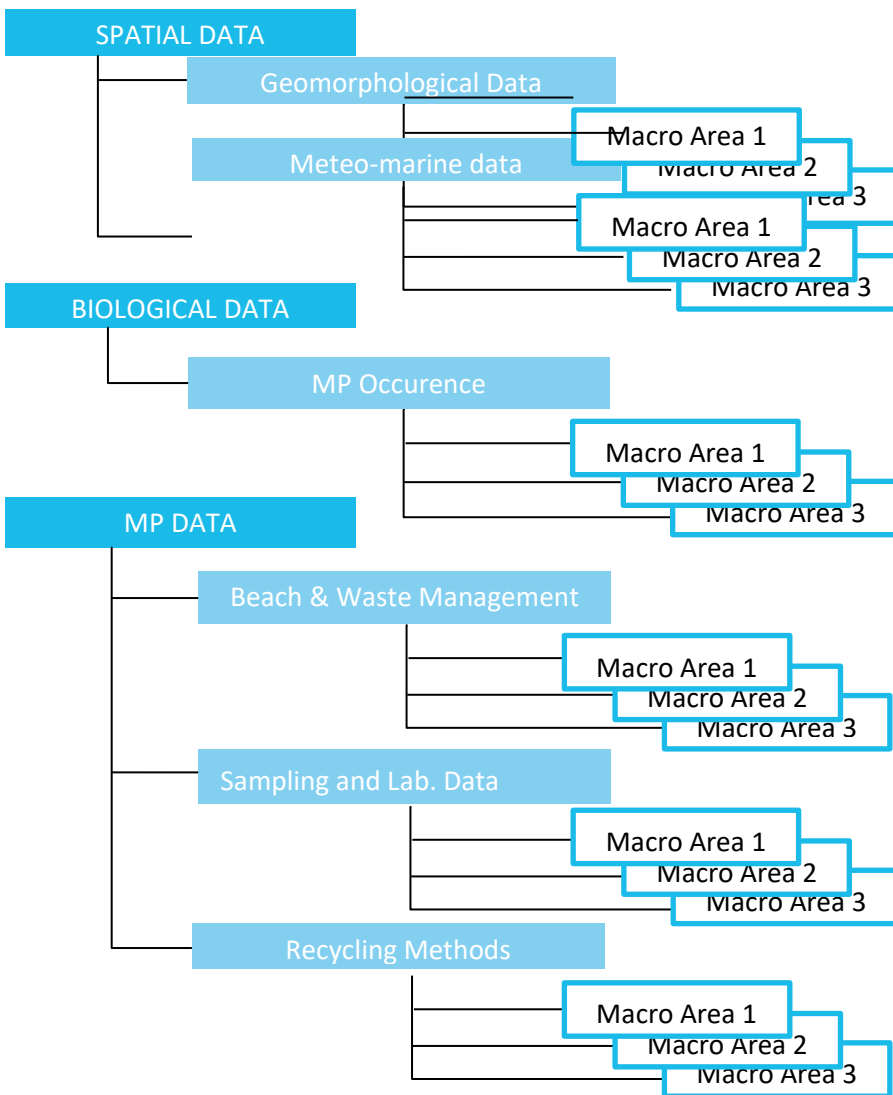 SPATIAL DATA
Geomorphological Data
Macro Area 1
Macro Area 2
Area 3
Meteo-marine data
Macro Area 1
Macro Area 2
Macro Area 3
BIOLOGICAL DATA
MP Occurence
Macro Area 1
Macro Area 2
Macro Area 3
MP DATA
Beach & Waste Management
Macro Area 1
Macro Area 2
Macro Area 3
Sampling and Lab. Data
Macro Area 1
Macro Area 2
Macro Area 3
Recycling Methods
Macro Area 1
Macro Area 2
Macro Area 3